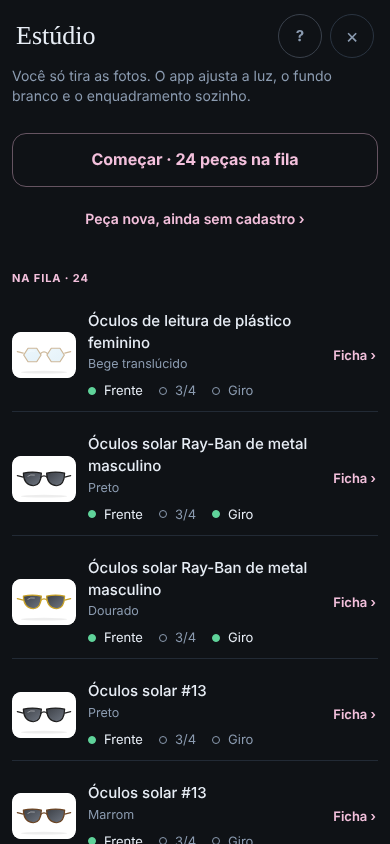 Estúdio
?
×
Você só tira as fotos. O app ajusta a luz, o fundo
branco e o enquadramento sozinho.
Começar · 24 peças na fila
Peça nova, ainda sem cadastro ›
NA FILA · 24
Óculos de leitura de plástico
feminino
Bege translúcido
Frente 3/4 Giro
Ficha ›
Óculos solar Ray-Ban de metal
masculino
Preto
Frente 3/4 Giro
Ficha ›
Óculos solar Ray-Ban de metal
masculino
Dourado
Frente 3/4 Giro
Ficha ›
Óculos solar #13
Preto
Frente 3/4 Giro
Ficha ›
Óculos solar #13
Marrom
Frente 3/4 Giro
Ficha ›